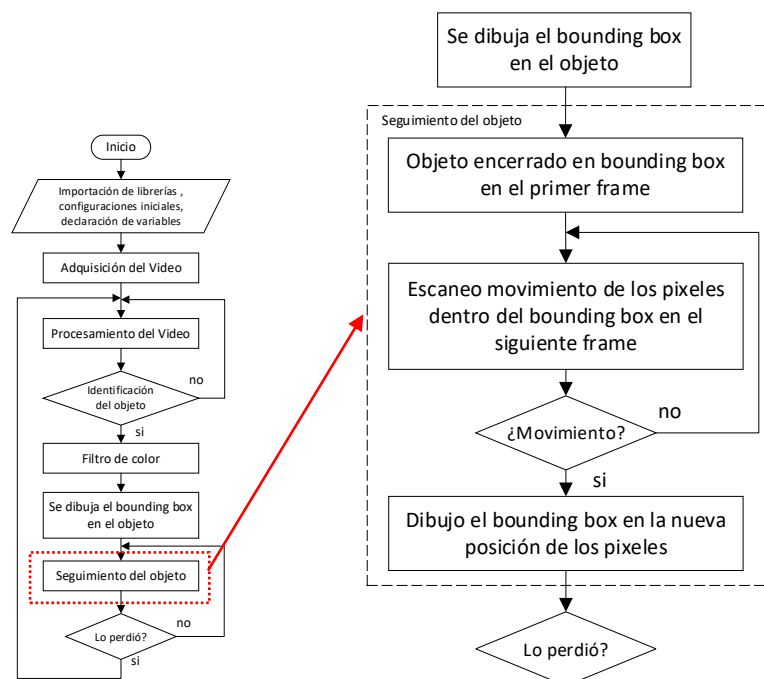 Inicio
Importación de librerías ,
configuraciones iniciales,
declaración de variables
Adquisición del Video
Procesamiento del Video
Identificación
del objeto
no
si
Filtro de color
Se dibuja el bounding box
en el objeto
Seguimiento del objeto
Lo perdió?
no
si
Se dibuja el bounding box
en el objeto
Seguimiento del objeto
Objeto encerrado en bounding box
en el primer frame
Escaneo movimiento de los pixeles
dentro del bounding box en el
siguiente frame
¿Movimiento?
no
si
Dibujo el bounding box en la nueva
posición de los pixeles
Lo perdió?